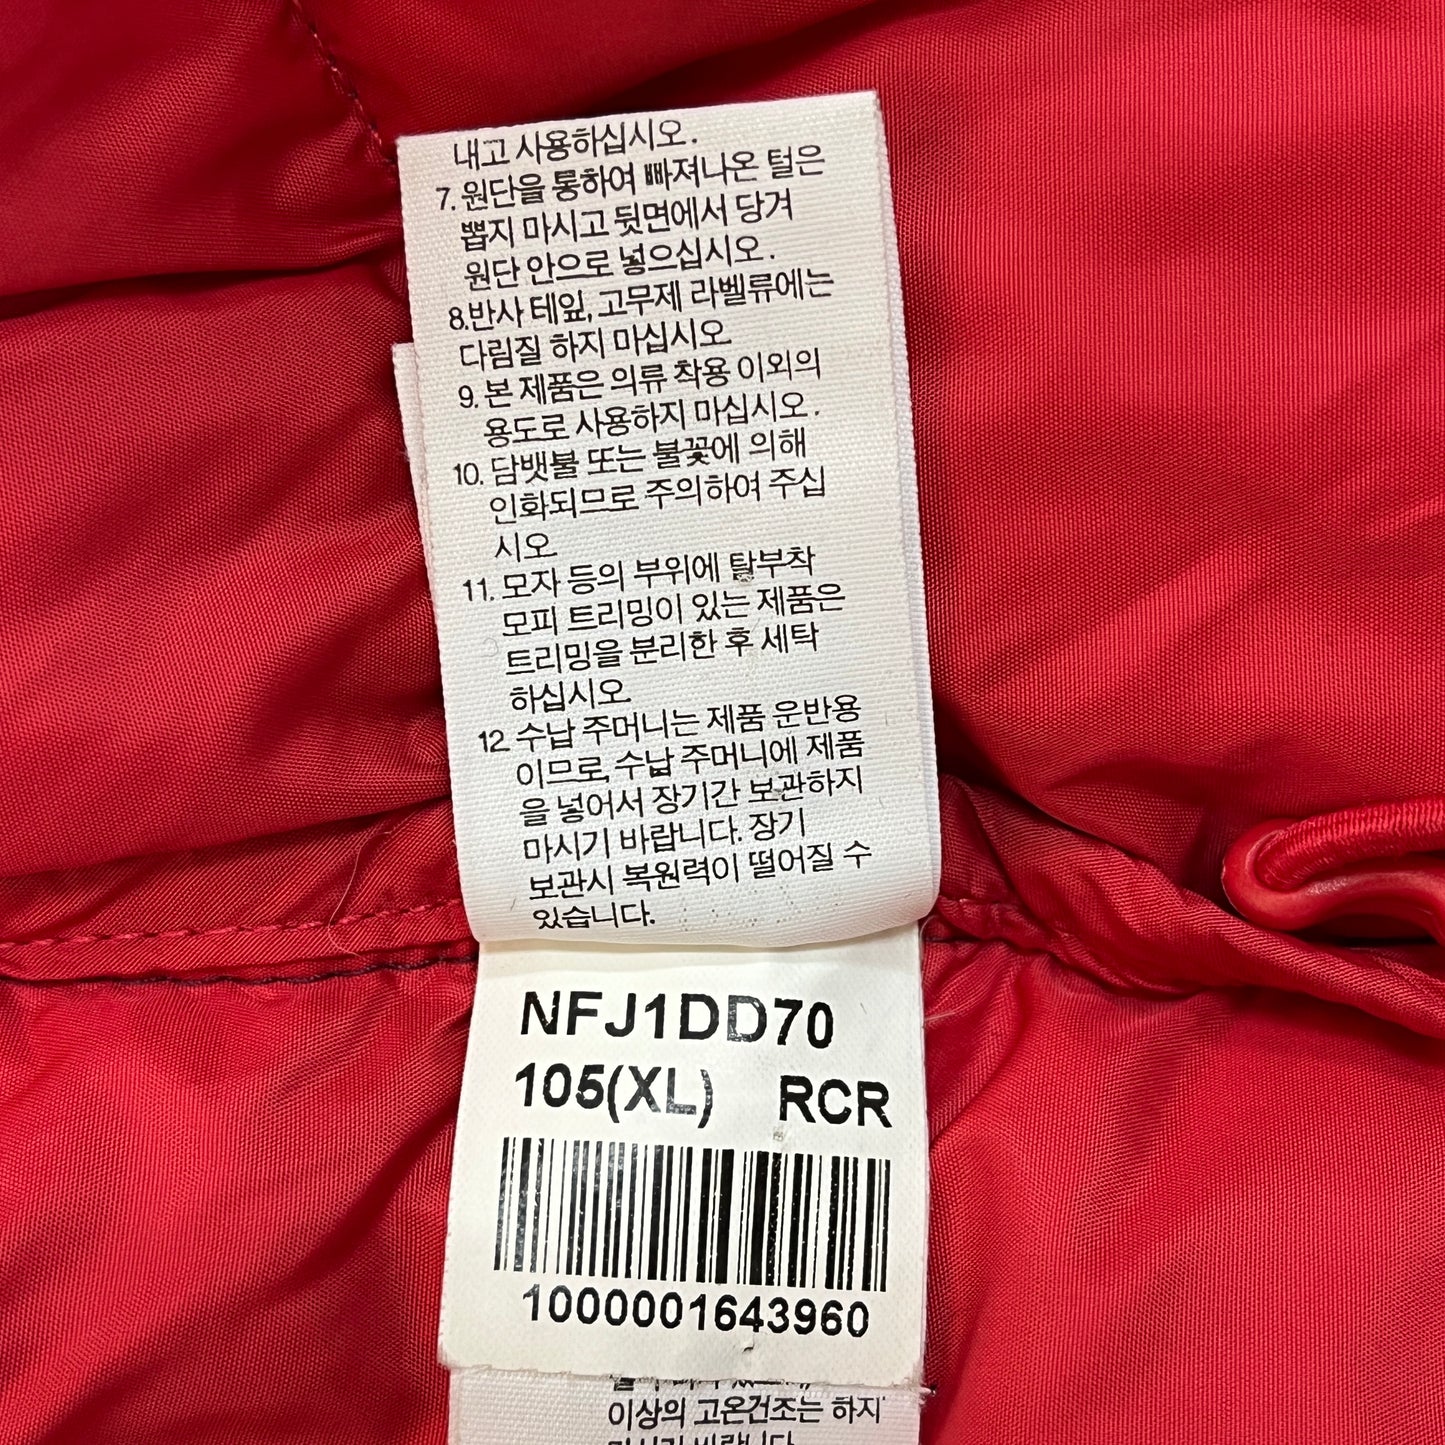 내고 사용하십시오.
7. 원단을 통하여 빠져나온 털은
뽑지 마시고 뒷면에서 당겨
원단 안으로 넣으십시오.
8.반사 테잎, 고무제 라벨류에는
다림질 하지 마십시오.
9. 본 제품은 의류 착용 이외의
용도로 사용하지 마십시오.
10. 담뱃불 또는 불꽃에 의해
인화되므로 주의하여 주십
시오.
11. 모자 등의 부위에 탈부착
모피 트리밍이 있는 제품은
트리밍을 분리한 후 세탁
하십시오.
12. 수납 주머니는 제품 운반용
이므로, 수납 주머니에 제품
을 넣어서 장기간 보관하지
마시기 바랍니다. 장기
보관시 복원력이 떨어질 수
있습니다.
NFJ1DD70
105(XL) RCR
1000001643960
이상의 고온건조는 하지
바랍니다